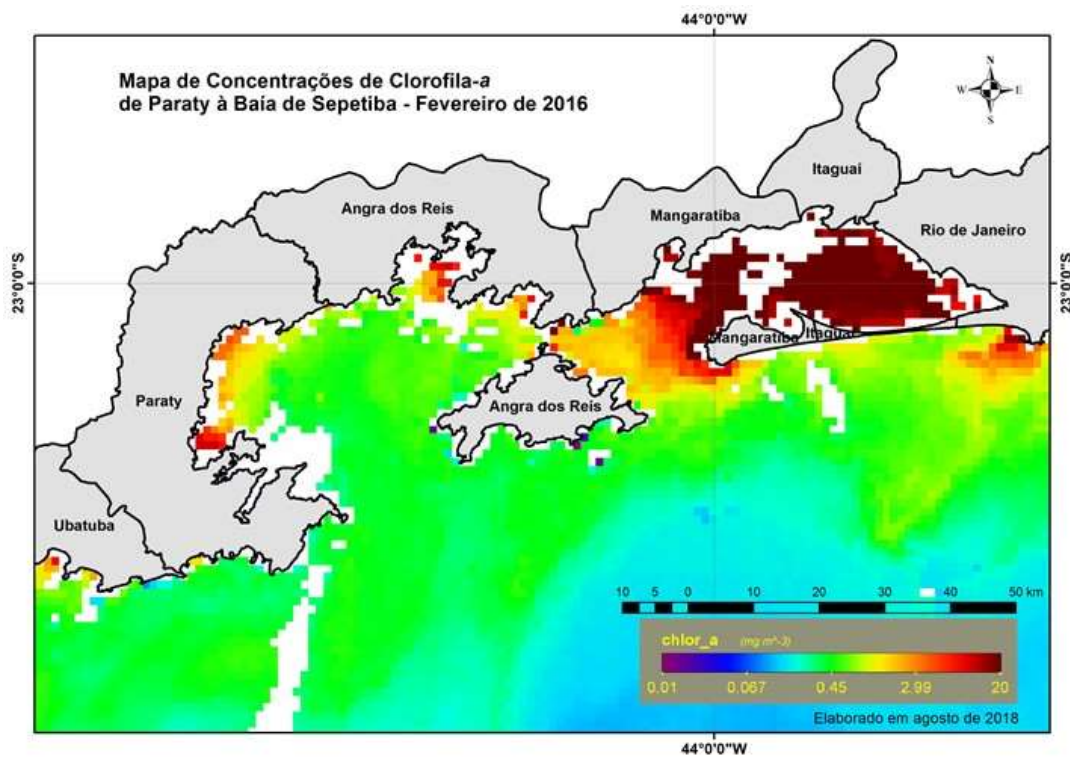 44°0'0"W
Mapa de Concentrações de Clorofila-a
de Paraty à Baía de Sepetiba - Fevereiro de 2016
N
W E
S
Itaguaí
Angra dos Reis
Mangaratiba
Rio de Janeiro
23°0'0"S
23°0'0"S
Mangaratiba
Itaguaí
Paraty
Angra dos Reis
Ubatuba
10 5 0 10 20 30 40 50 km
chlor_a (mg m^-3)
0.01 0.067 0.45 2.99 20
Elaborado em agosto de 2018
44°0'0"W